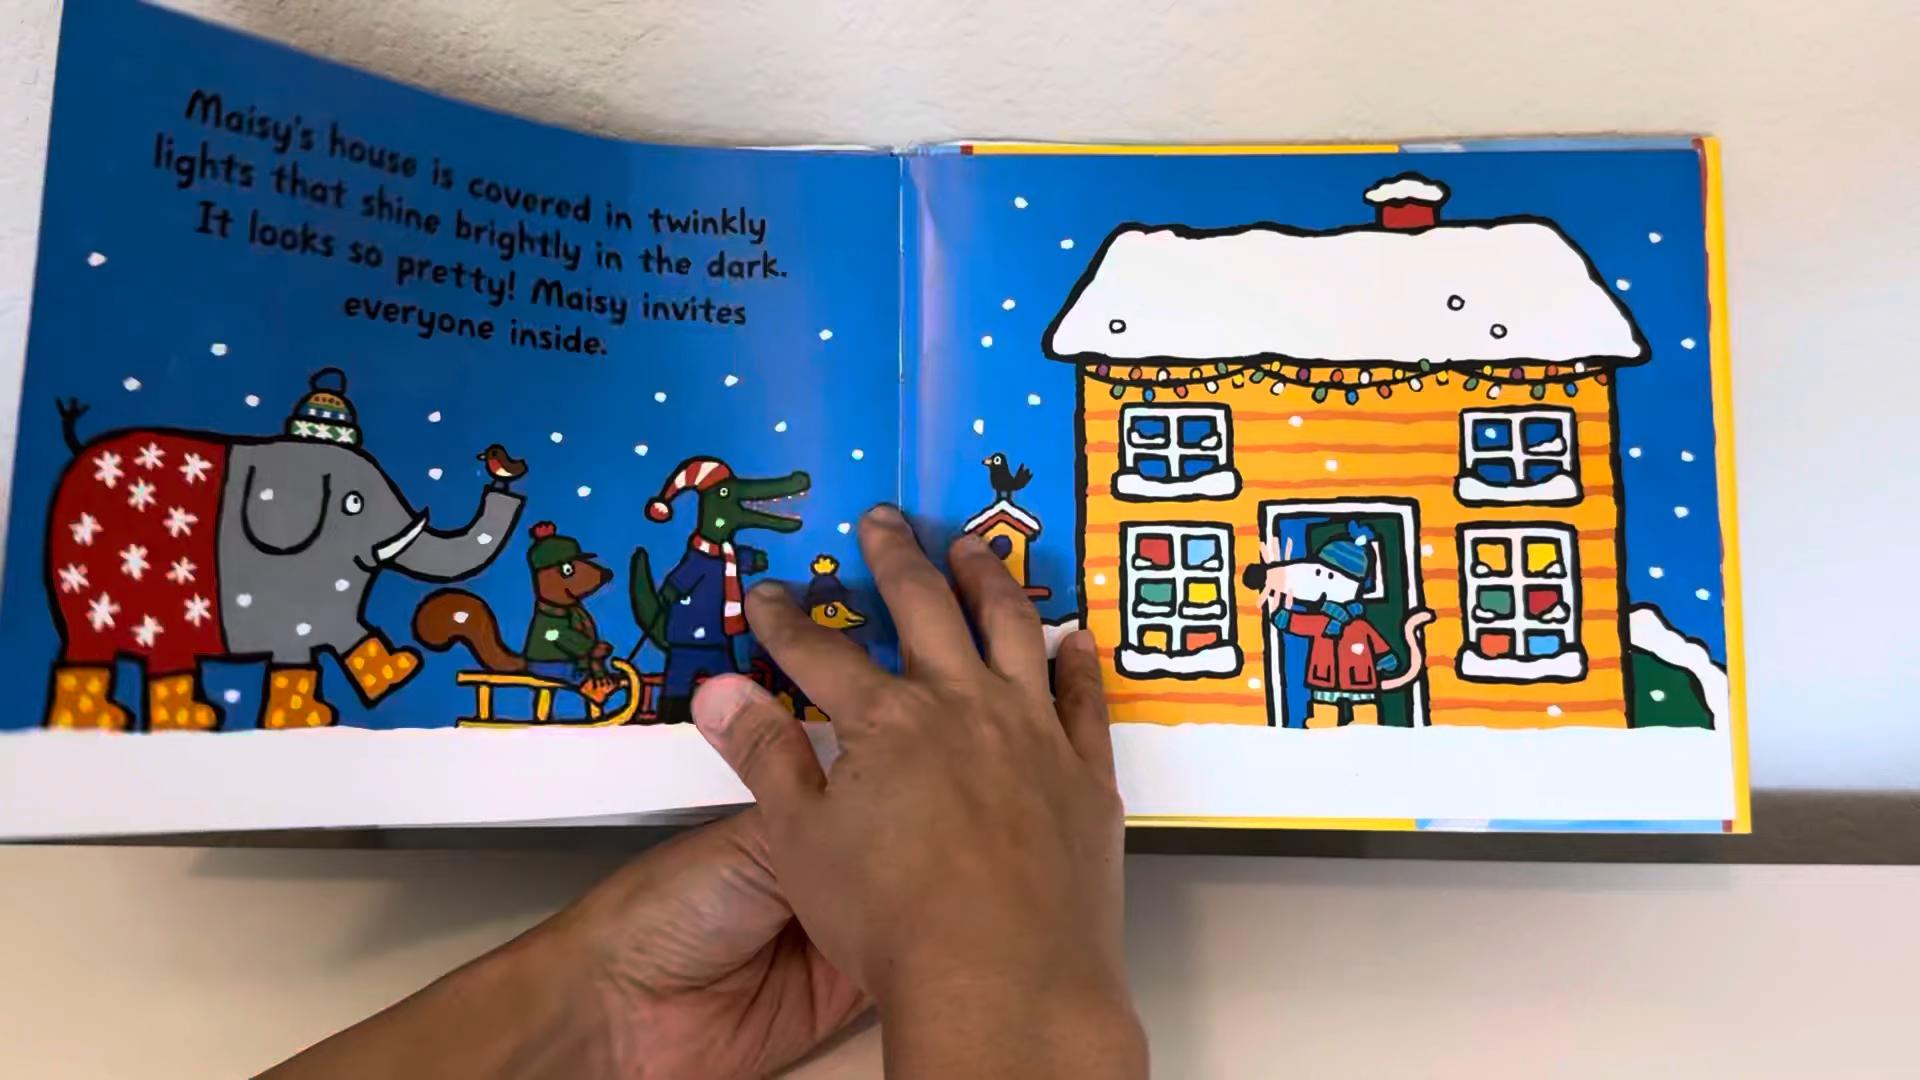 Maisy's house is covered in twinkly
lights that shine brightly in the dark.
It looks so pretty! Maisy invites
everyone inside.